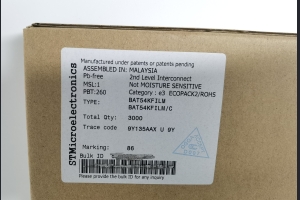 Manufactured under patents or patents pending
ASSEMBLED IN: MALAYSIA
Pb-free 2nd Level Interconnect
MSL:1 Not MOISTURE SENSITIVE
PBT:260 Category : e3 ECOPACK2/ROHS
TYPE: BAT54KFILM
BAT54KFILM/C
Total Qty: 3000
Trace code 9Y135AAX U 9Y
Marking: 86
Bulk ID
Please provide the bulk ID for any inquiry
STMicroelectronics